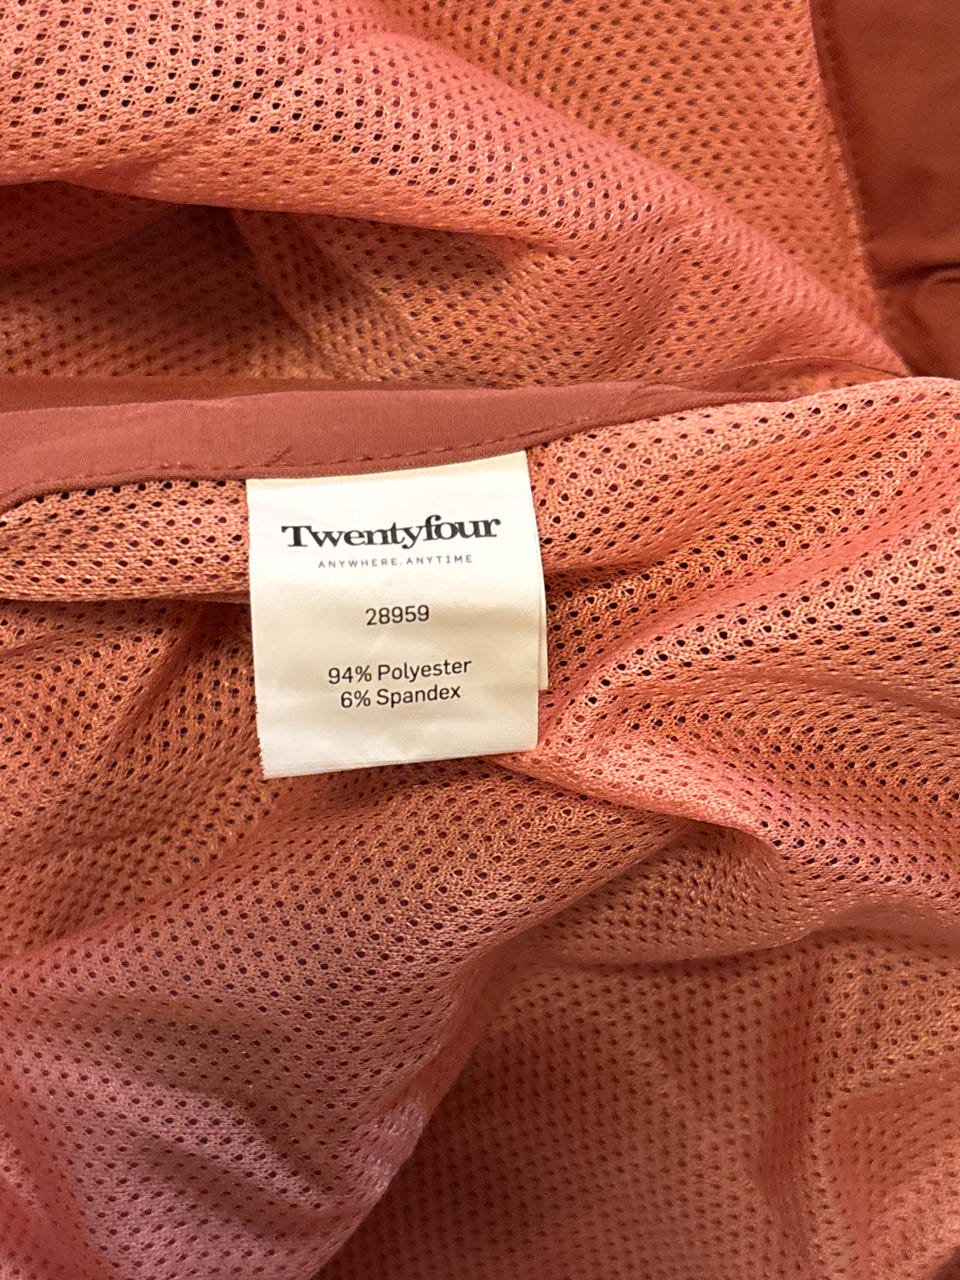 Twentyfour
ANYWHERE.ANYTIME
28959
94% Polyester
6% Spandex